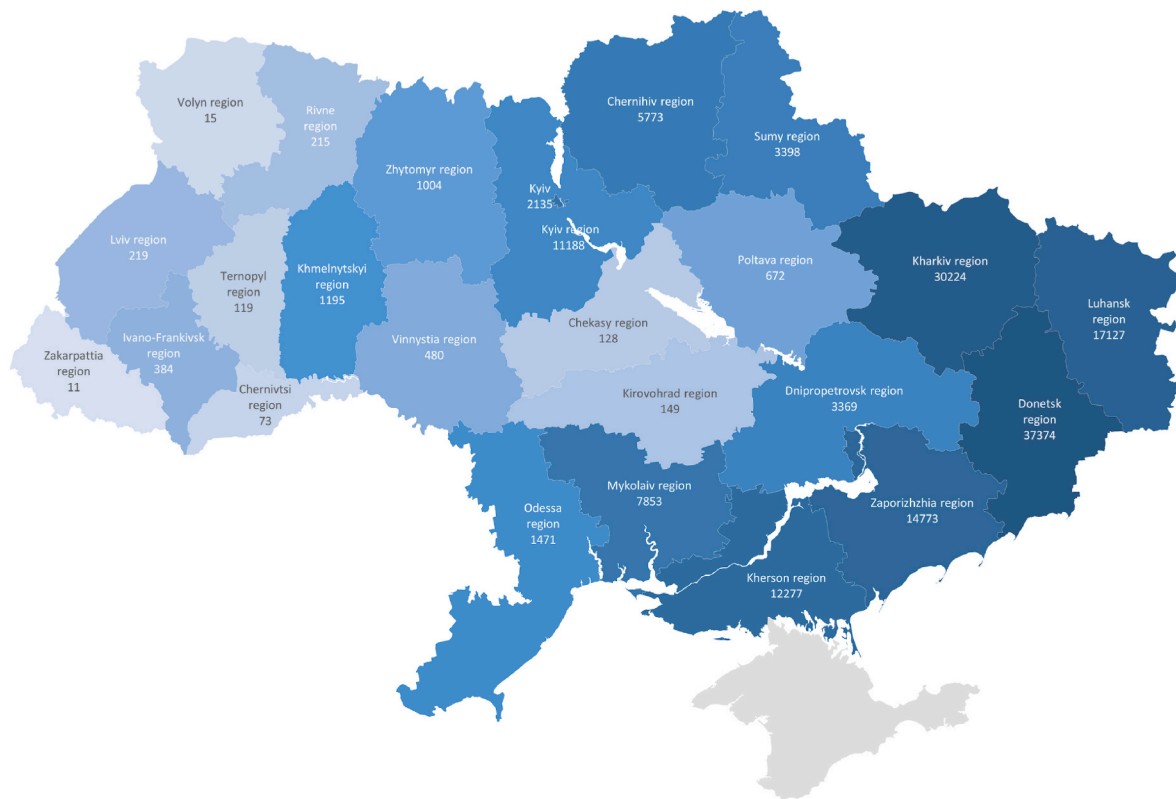 Volyn region
15
Rivne
region
215
Zhytomyr region
1004
Kyiv
2135
Kyiv region
11188
Chernihiv region
5773
Sumy region
3398
Lviv region
219
Ternopyl
region
119
Khmelnytskyi
region
1195
Vinnystia region
480
Chekasy region
128
Poltava region
672
Kharkiv region
30224
Luhansk
region
17127
Zakarpattia
region
11
Ivano-Frankivsk
region
384
Chernivtsi
region
73
Kirovohrad region
149
Dnipropetrovsk region
3369
Donetsk
region
37374
Odessa
region
1471
Mykolaiv region
7853
Zaporizhzhia region
14773
Kherson region
12277